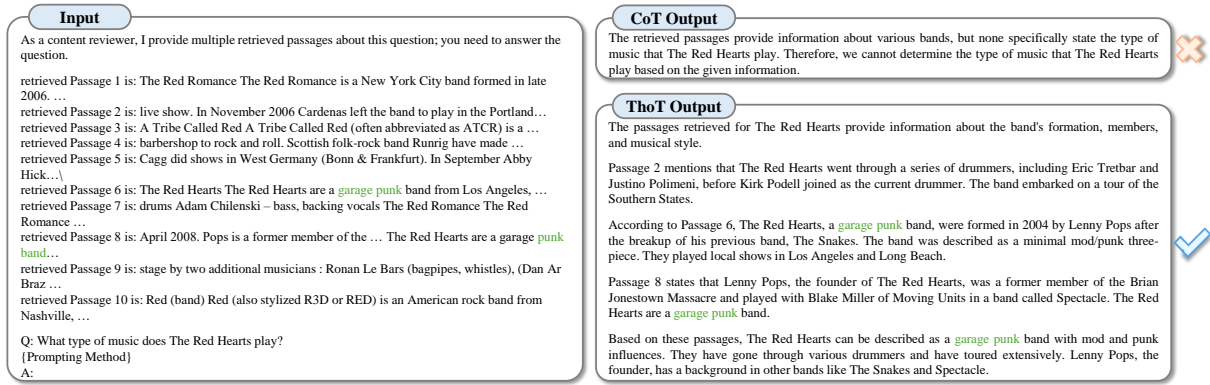 Input
As a content reviewer, I provide multiple retrieved passages about this question; you need to answer the
question.
retrieved Passage 1 is: The Red Romance The Red Romance is a New York City band formed in late
2006. …
retrieved Passage 2 is: live show. In November 2006 Cardenas left the band to play in the Portland…
retrieved Passage 3 is: A Tribe Called Red A Tribe Called Red (often abbreviated as ATCR) is a …
retrieved Passage 4 is: barbershop to rock and roll. Scottish folk-rock band Runrig have made …
retrieved Passage 5 is: Cagg did shows in West Germany (Bonn & Frankfurt). In September Abby
Hick…\
retrieved Passage 6 is: The Red Hearts The Red Hearts are a garage punk band from Los Angeles, …
retrieved Passage 7 is: drums Adam Chilenski – bass, backing vocals The Red Romance The Red
Romance …
retrieved Passage 8 is: April 2008. Pops is a former member of the … The Red Hearts are a garage punk
band…
retrieved Passage 9 is: stage by two additional musicians : Ronan Le Bars (bagpipes, whistles), (Dan Ar
Braz …
retrieved Passage 10 is: Red (band) Red (also stylized R3D or RED) is an American rock band from
Nashville, …
Q: What type of music does The Red Hearts play?
{Prompting Method}
A:
CoT Output
The retrieved passages provide information about various bands, but none specifically state the type of
music that The Red Hearts play. Therefore, we cannot determine the type of music that The Red Hearts
play based on the given information.
ThoT Output
The passages retrieved for The Red Hearts provide information about the band's formation, members,
and musical style.
Passage 2 mentions that The Red Hearts went through a series of drummers, including Eric Tretbar and
Justino Polimeni, before Kirk Podell joined as the current drummer. The band embarked on a tour of the
Southern States.
According to Passage 6, The Red Hearts, a garage punk band, were formed in 2004 by Lenny Pops after
the breakup of his previous band, The Snakes. The band was described as a minimal mod/punk three-
piece. They played local shows in Los Angeles and Long Beach.
Passage 8 states that Lenny Pops, the founder of The Red Hearts, was a former member of the Brian
Jonestown Massacre and played with Blake Miller of Moving Units in a band called Spectacle. The Red
Hearts are a garage punk band.
Based on these passages, The Red Hearts can be described as a garage punk band with mod and punk
influences. They have gone through various drummers and have toured extensively. Lenny Pops, the
founder, has a background in other bands like The Snakes and Spectacle.